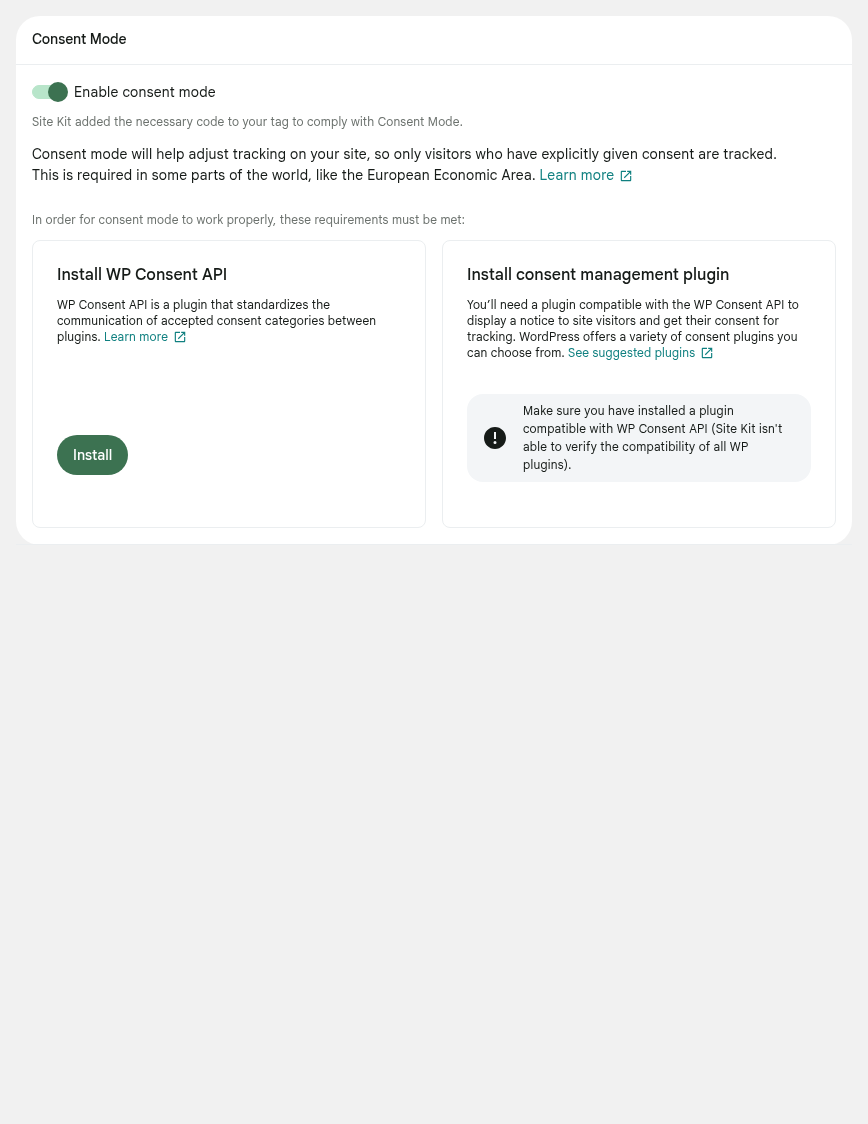 Consent Mode
Enable consent mode
Site Kit added the necessary code to your tag to comply with Consent Mode.
Consent mode will help adjust tracking on your site, so only visitors who have explicitly given consent are tracked.
This is required in some parts of the world, like the European Economic Area. Learn more
In order for consent mode to work properly, these requirements must be met:
Install WP Consent API
WP Consent API is a plugin that standardizes the
communication of accepted consent categories between
plugins. Learn more
Install
Install consent management plugin
You’ll need a plugin compatible with the WP Consent API to
display a notice to site visitors and get their consent for
tracking. WordPress offers a variety of consent plugins you
can choose from. See suggested plugins
Make sure you have installed a plugin
compatible with WP Consent API (Site Kit isn't
able to verify the compatibility of all WP
plugins).